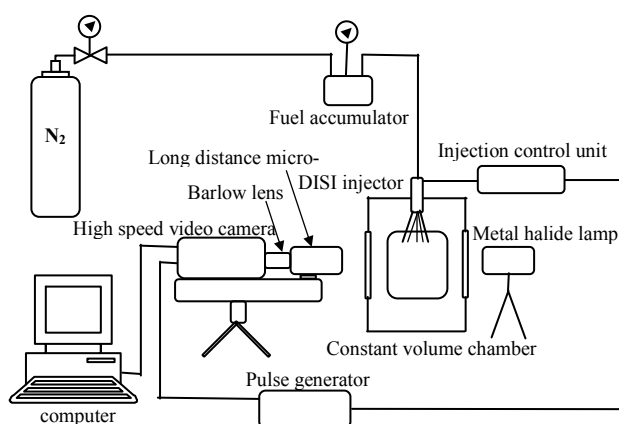 N₂
Fuel accumulator
Long distance micro-
Injection control unit
DISI injector
Barlow lens
High speed video camera
Metal halide lamp
Constant volume chamber
Pulse generator
computer